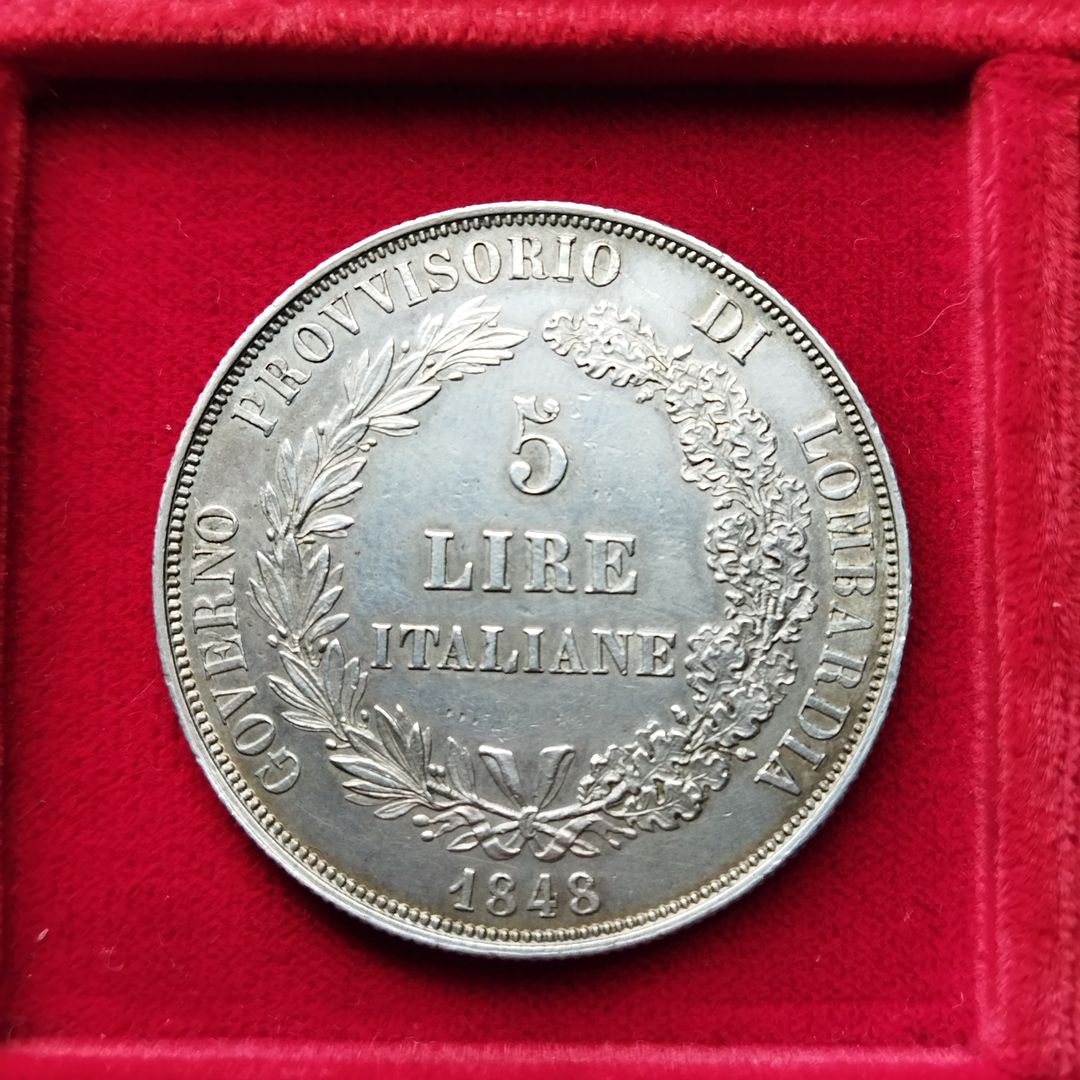 GOVERNO PROVVISORIO DI LOMBARDIA
5
LIRE
ITALIANE
1848